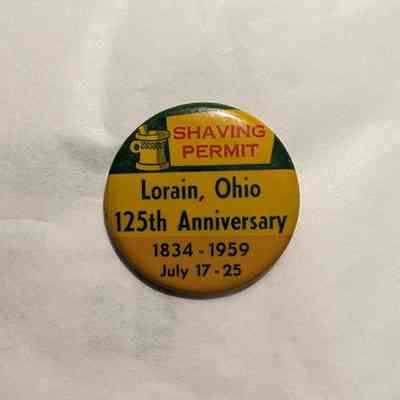 SHAVING
PERMIT
Lorain, Ohio
125th Anniversary
1834 - 1959
July 17 - 25